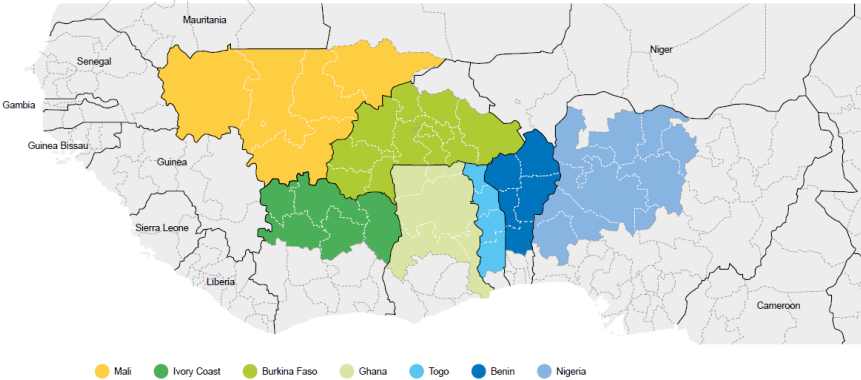 Mauritania
Niger
Senegal
Gambia
Guinea Bissau
Guinea
Sierra Leone
Liberia
Cameroon
Mali Ivory Coast Burkina Faso Ghana Togo Benin Nigeria